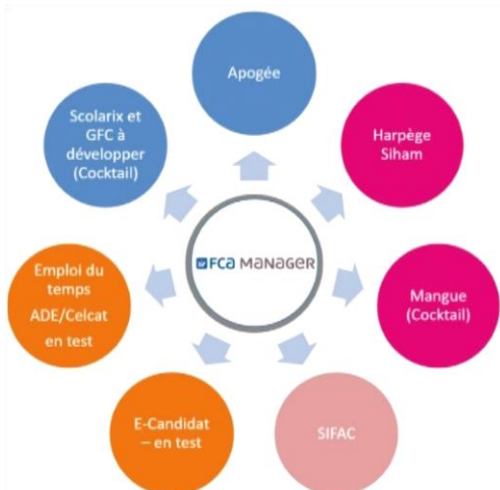 Apogée
Scolarix et
GFC à
développer
(Cocktail)
Harpège
Siham
FCA MANAGER
Emploi du
temps
ADE/Celcat
en test
Mangue
(Cocktail)
E-Candidat
– en test
SIFAC